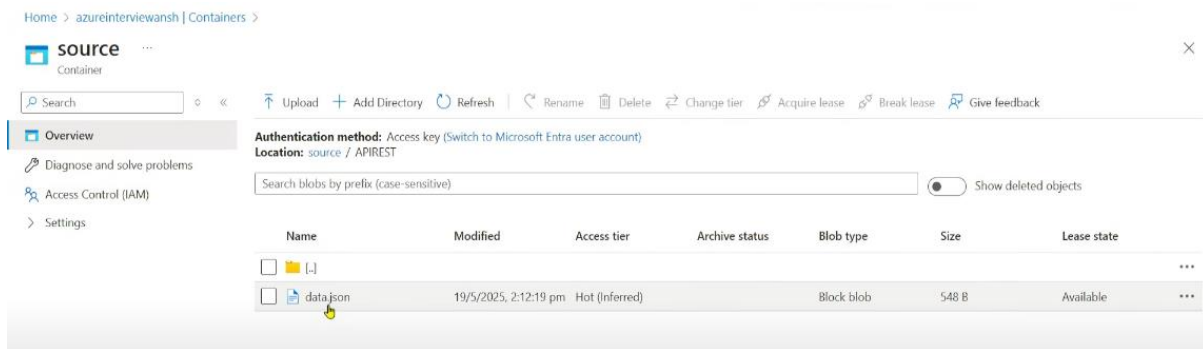 Home > azureinterviewansh | Containers >
source ...
Container
Search
Upload Add Directory Refresh Rename Delete Change tier Acquire lease Break lease Give feedback
Overview
Diagnose and solve problems
Access Control (IAM)
Settings
Authentication method: Access key (Switch to Microsoft Entra user account)
Location: source / APIREST
Search blobs by prefix (case-sensitive)
Show deleted objects
Name Modified Access tier Archive status Blob type Size Lease state
[..]
data.json 19/5/2025, 2:12:19 pm Hot (Inferred) Block blob 548 B Available